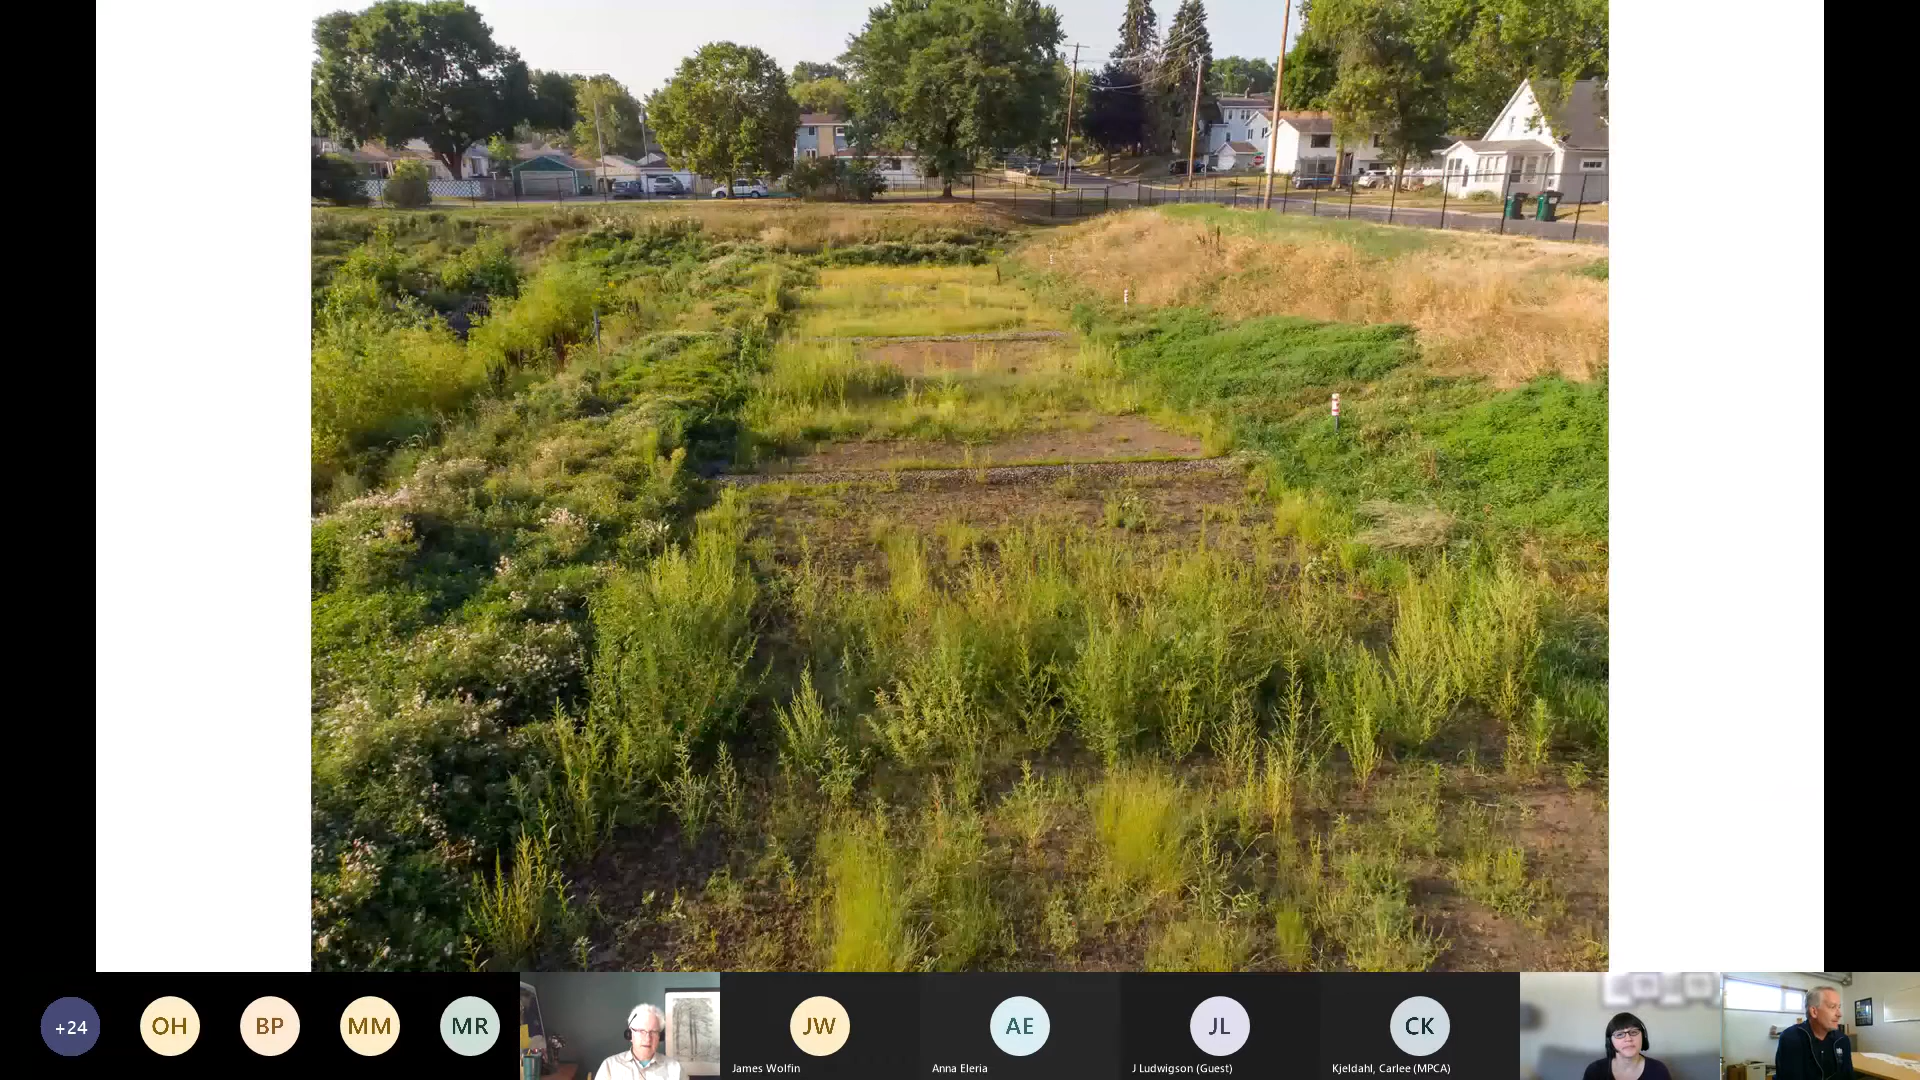 +24
OH
BP
MM
MR
JW
James Wolfin
AE
Anna Eleria
JL
J Ludwigson (Guest)
CK
Kjeldahl, Carlee (MPCA)